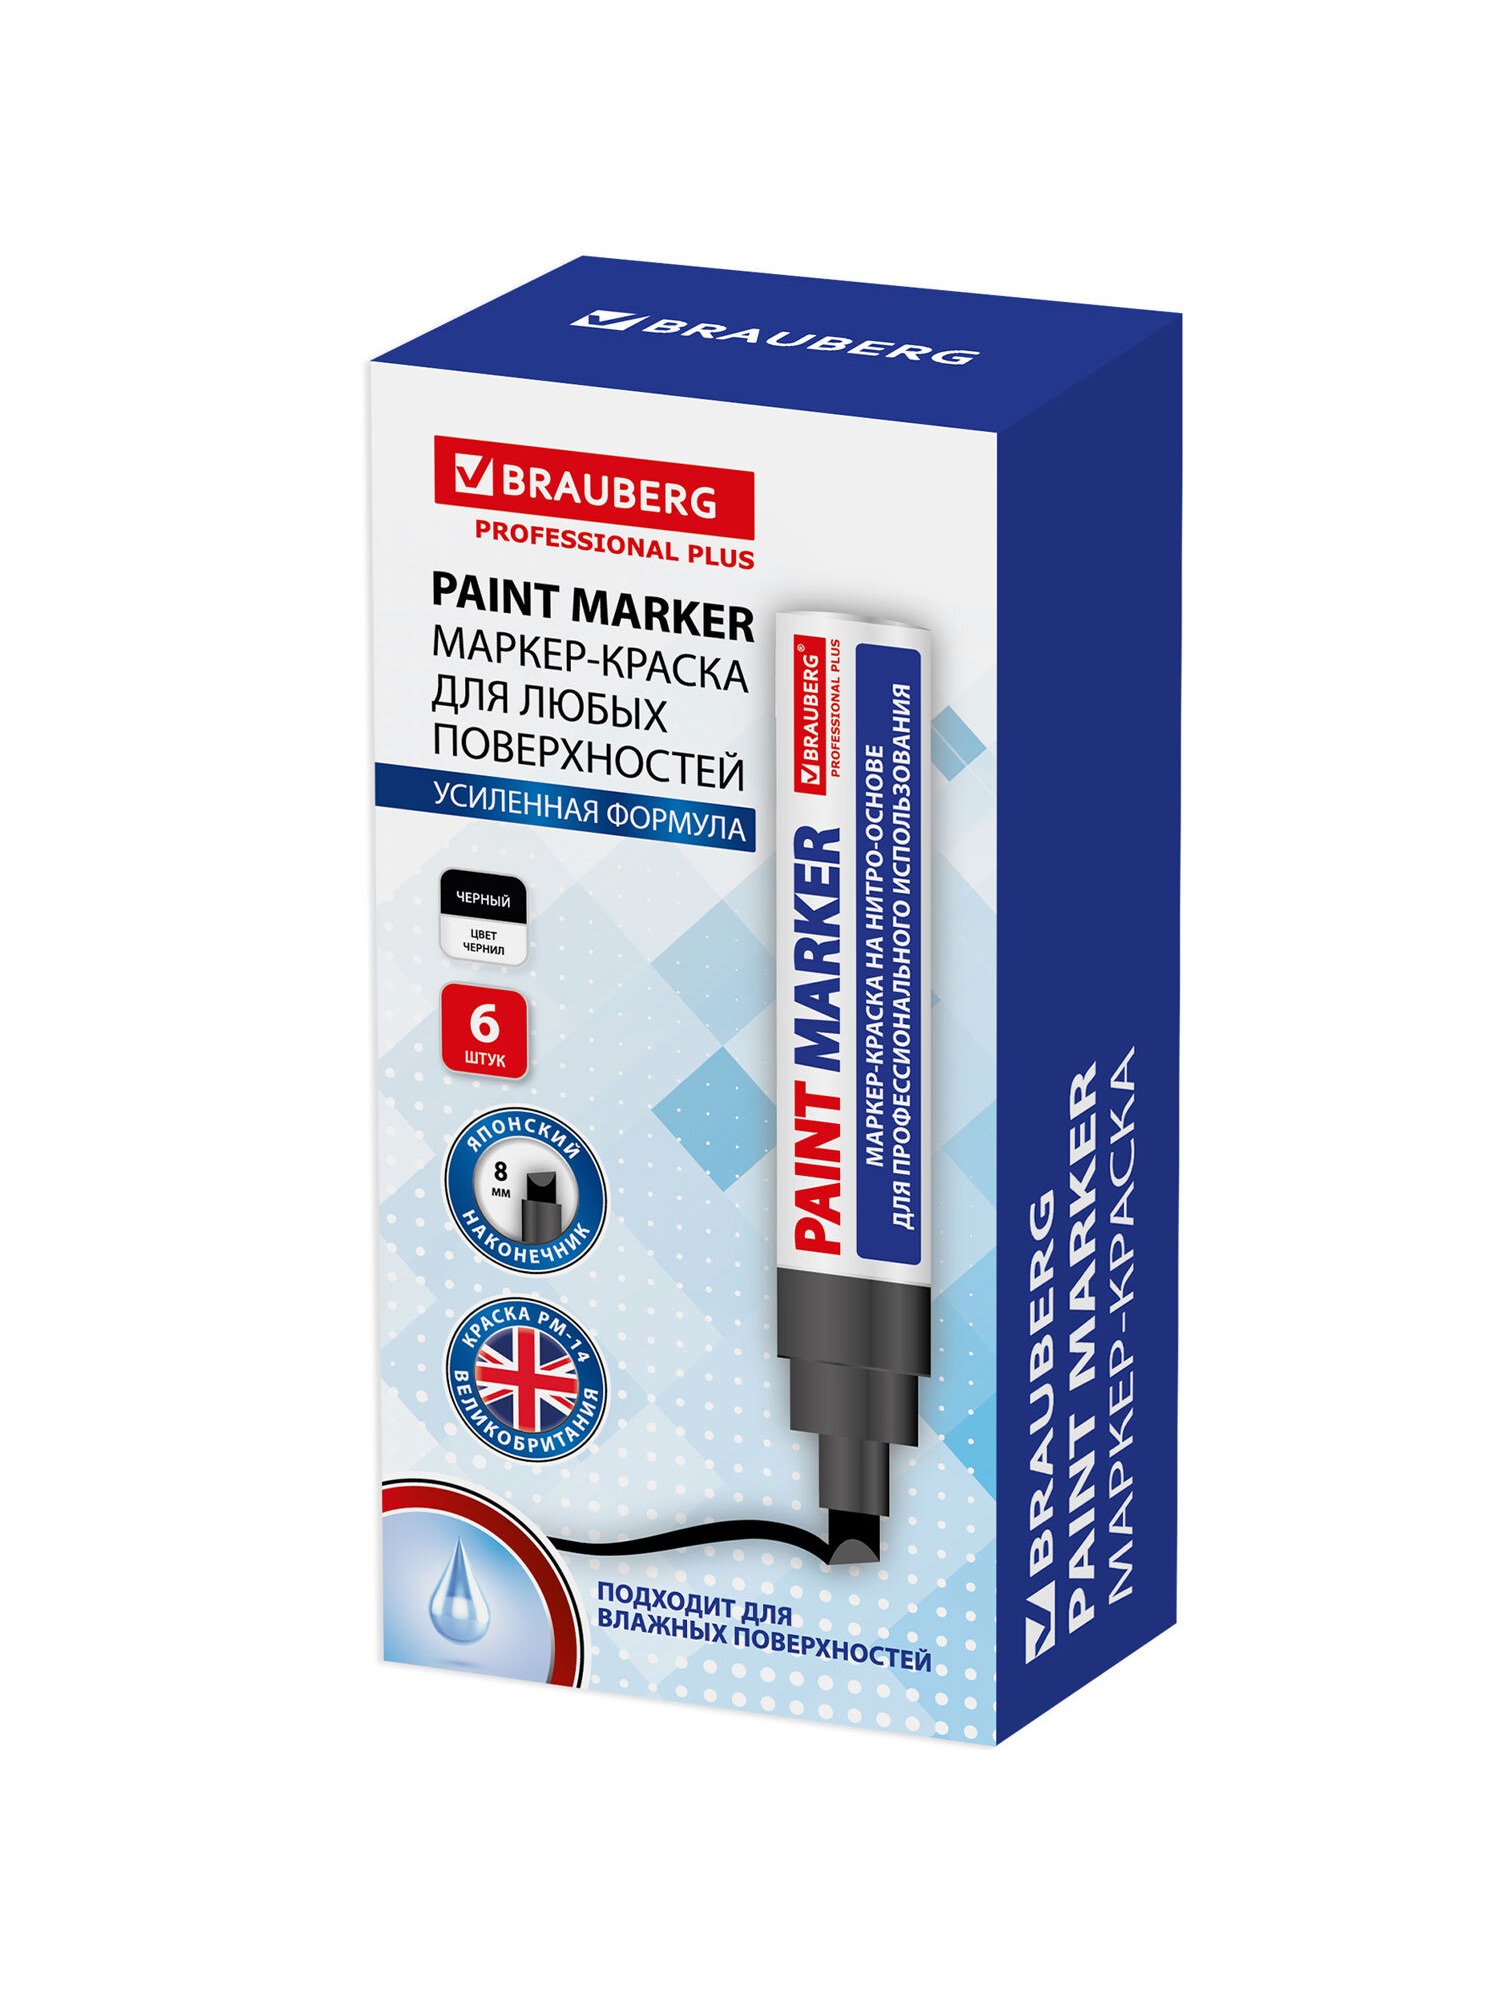 BRAUBERG
BRAUBERG
PROFESSIONAL PLUS
PAINT MARKER
МАРКЕР-КРАСКА
ДЛЯ ЛЮБЫХ
ПОВЕРХНОСТЕЙ
УСИЛЕННАЯ ФОРМУЛА
ЧЕРНЫЙ
ЦВЕТ
ЧЕРНИЛ
6
ШТУК
ЯПОНСКИЙ
8
ММ
НАКОНЕЧНИК
КРАСКА PM-14
ВЕЛИКОБРИТАНИЯ
ПОДХОДИТ ДЛЯ
ВЛАЖНЫХ ПОВЕРХНОСТЕЙ
BRAUBERG®
PROFESSIONAL PLUS
PAINT MARKER
МАРКЕР-КРАСКА НА НИТРО-ОСНОВЕ
ДЛЯ ПРОФЕССИОНАЛЬНОГО ИСПОЛЬЗОВАНИЯ
BRAUBERG
PAINT MARKER
МАРКЕР-КРАСКА